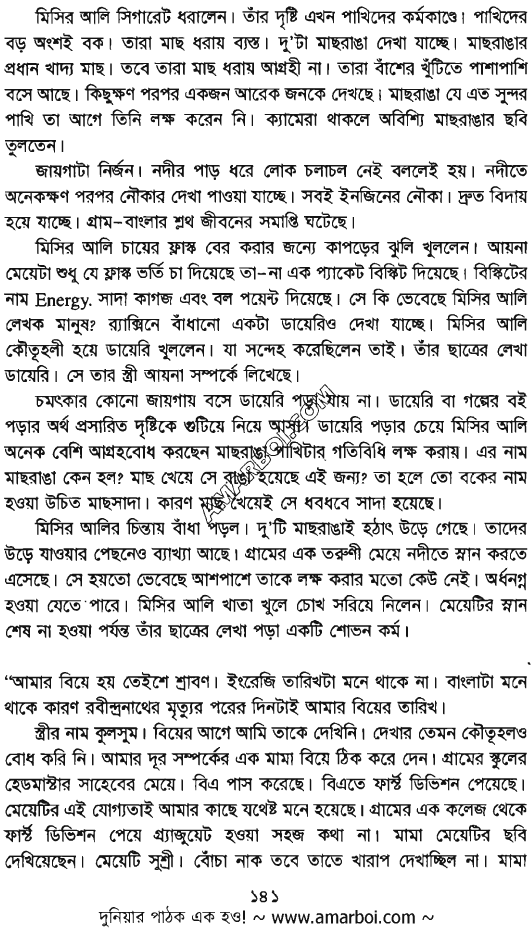 মিসির আলি সিগারেট ধরালেন। তাঁর দৃষ্টি এখন পাখিদের কর্মকাণ্ডে। পাখিদের
বড় অংশই বক। তারা মাছ ধরায় ব্যস্ত। দু'টা মাছরাঙা দেখা যাচ্ছে। মাছরাঙার
প্রধান খাদ্য মাছ। তবে তারা মাছ ধরায় আগ্রহী না। তারা বাঁশের খুঁটিতে পাশাপাশি
বসে আছে। কিছুক্ষণ পরপর একজন আরেক জনকে দেখছে। মাছরাঙা যে এত সুন্দর
পাখি তা আগে তিনি লক্ষ করেন নি। ক্যামেরা থাকলে অবিশ্যি মাছরাঙার ছবি
তুলতেন।
জায়গাটা নির্জন। নদীর পাড় ধরে লোক চলাচল নেই বললেই হয়। নদীতে
অনেকক্ষণ পরপর নৌকার দেখা পাওয়া যাচ্ছে। সবই ইনজিনের নৌকা। দ্রুত বিদায়
হয়ে যাচ্ছে। গ্রাম-বাংলার শ্লথ জীবনের সমাপ্তি ঘটেছে।
মিসির আলি চায়ের ফ্লাস্ক বের করার জন্যে কাপড়ের ঝুলি খুললেন। আয়না
মেয়েটা শুধু যে ফ্লাস্ক ভর্তি চা দিয়েছে তা-না এক প্যাকেট বিস্কিট দিয়েছে। বিস্কিটের
নাম Energy. সাদা কাগজ এবং বল পয়েন্ট দিয়েছে। সে কি ভেবেছে মিসির আলি
লেখক মানুষ? র‍্যাক্সিনে বাঁধানো একটা ডায়েরিও দেখা যাচ্ছে। মিসির আলি
কৌতূহলী হয়ে ডায়েরি খুললেন। যা সন্দেহ করেছিলেন তাই। তাঁর ছাত্রের লেখা
ডায়েরি। সে তার স্ত্রী আয়না সম্পর্কে লিখেছে।
চমৎকার কোনো জায়গায় বসে ডায়েরি পড়া যায় না। ডায়েরি বা গল্পের বই
পড়ার অর্থ প্রসারিত দৃষ্টিকে গুটিয়ে নিয়ে আসা। ডায়েরি পড়ার চেয়ে মিসির আলি
অনেক বেশি আগ্রহবোধ করছেন মাছরাঙা পাখিটার গতিবিধি লক্ষ করায়। এর নাম
মাছরাঙা কেন হল? মাছ খেয়ে সে রাঙা হয়েছে এই জন্য? তা হলে তো বকের নাম
হওয়া উচিত মাছসাদা। কারণ মাছ খেয়েই সে ধবধবে সাদা হয়েছে।
মিসির আলির চিন্তায় বাঁধা পড়ল। দু'টি মাছরাঙাই হঠাৎ উড়ে গেছে। তাদের
উড়ে যাওয়ার পেছনেও ব্যাখ্যা আছে। গ্রামের এক তরুণী মেয়ে নদীতে স্নান করতে
এসেছে। সে হয়তো ভেবেছে আশপাশে তাকে লক্ষ করার মতো কেউ নেই। অর্ধনগ্ন
হওয়া যেতে পারে। মিসির আলি খাতা খুলে চোখ সরিয়ে নিলেন। মেয়েটির স্নান
শেষ না হওয়া পর্যন্ত তাঁর ছাত্রের লেখা পড়া একটি শোভন কর্ম।
“আমার বিয়ে হয় তেইশে শ্রাবণ। ইংরেজি তারিখটা মনে থাকে না। বাংলাটা মনে
থাকে কারণ রবীন্দ্রনাথের মৃত্যুর পরের দিনটাই আমার বিয়ের তারিখ।
স্ত্রীর নাম কুলসুম। বিয়ের আগে আমি তাকে দেখিনি। দেখার তেমন কৌতূহলও
বোধ করি নি। আমার দূর সম্পর্কের এক মামা বিয়ে ঠিক করে দেন। গ্রামের স্কুলের
হেডমাস্টার সাহেবের মেয়ে। বিএ পাস করেছে। বিএতে ফার্স্ট ডিভিশন পেয়েছে।
মেয়েটির এই যোগ্যতাই আমার কাছে যথেষ্ট মনে হয়েছে। গ্রামের এক কলেজ থেকে
ফার্স্ট ডিভিশন পেয়ে গ্র্যাজুয়েট হওয়া সহজ কথা না। মামা মেয়েটির ছবি
দেখিয়েছেন। মেয়েটি সুশ্রী। বোঁচা নাক তবে তাতে খারাপ দেখাচ্ছিল না। মামা
১৪১
দুনিয়ার পাঠক এক হও! ~ www.amarboi.com ~
AMARBOI.COM